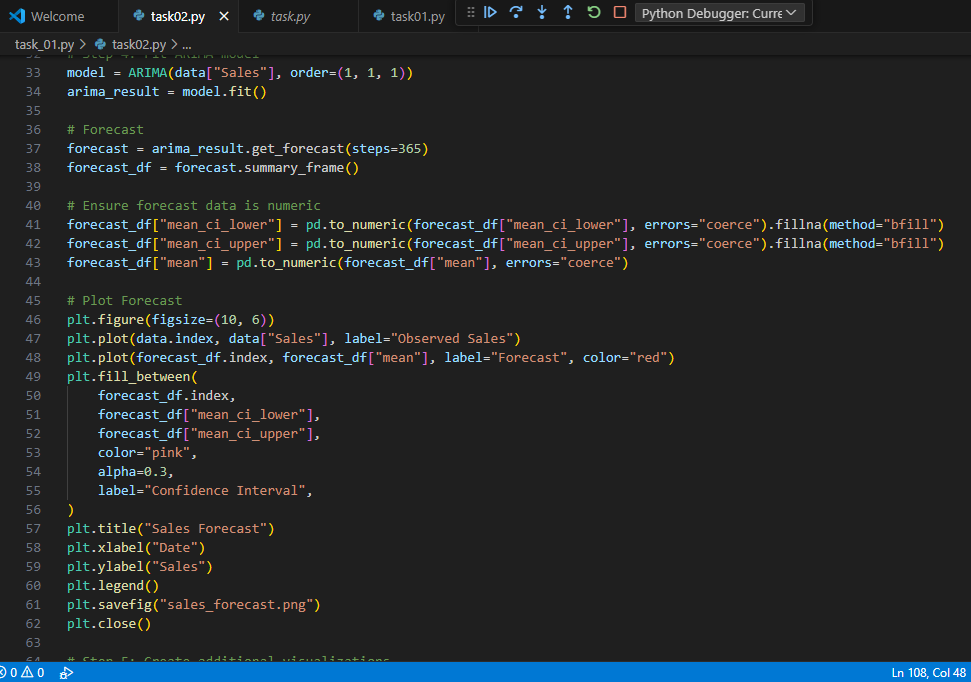 Welcome
task02.py
task.py
task01.py
Python Debugger: Curre
task_01.py > task02.py > ...
32 # Step 4: Fit ARIMA model
33 model = ARIMA(data["Sales"], order=(1, 1, 1))
34 arima_result = model.fit()
35
36 # Forecast
37 forecast = arima_result.get_forecast(steps=365)
38 forecast_df = forecast.summary_frame()
39
40 # Ensure forecast data is numeric
41 forecast_df["mean_ci_lower"] = pd.to_numeric(forecast_df["mean_ci_lower"], errors="coerce").fillna(method="bfill")
42 forecast_df["mean_ci_upper"] = pd.to_numeric(forecast_df["mean_ci_upper"], errors="coerce").fillna(method="bfill")
43 forecast_df["mean"] = pd.to_numeric(forecast_df["mean"], errors="coerce")
44
45 # Plot Forecast
46 plt.figure(figsize=(10, 6))
47 plt.plot(data.index, data["Sales"], label="Observed Sales")
48 plt.plot(forecast_df.index, forecast_df["mean"], label="Forecast", color="red")
49 plt.fill_between(
50     forecast_df.index,
51     forecast_df["mean_ci_lower"],
52     forecast_df["mean_ci_upper"],
53     color="pink",
54     alpha=0.3,
55     label="Confidence Interval",
56 )
57 plt.title("Sales Forecast")
58 plt.xlabel("Date")
59 plt.ylabel("Sales")
60 plt.legend()
61 plt.savefig("sales_forecast.png")
62 plt.close()
63
64 # Step 5: Create additional visualizations
0 0
Ln 108, Col 48